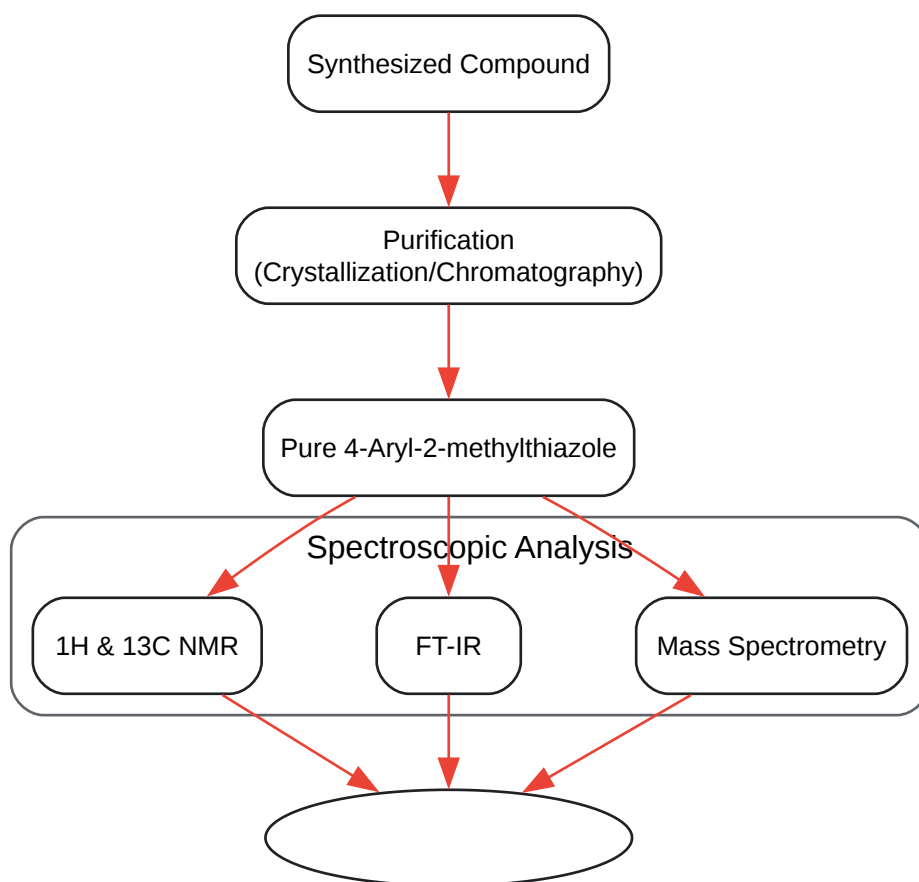 Synthesized Compound
Purification
(Crystallization/Chromatography)
Pure 4-Aryl-2-methylthiazole
Spectroscopic Analysis
1H & 13C NMR
FT-IR
Mass Spectrometry